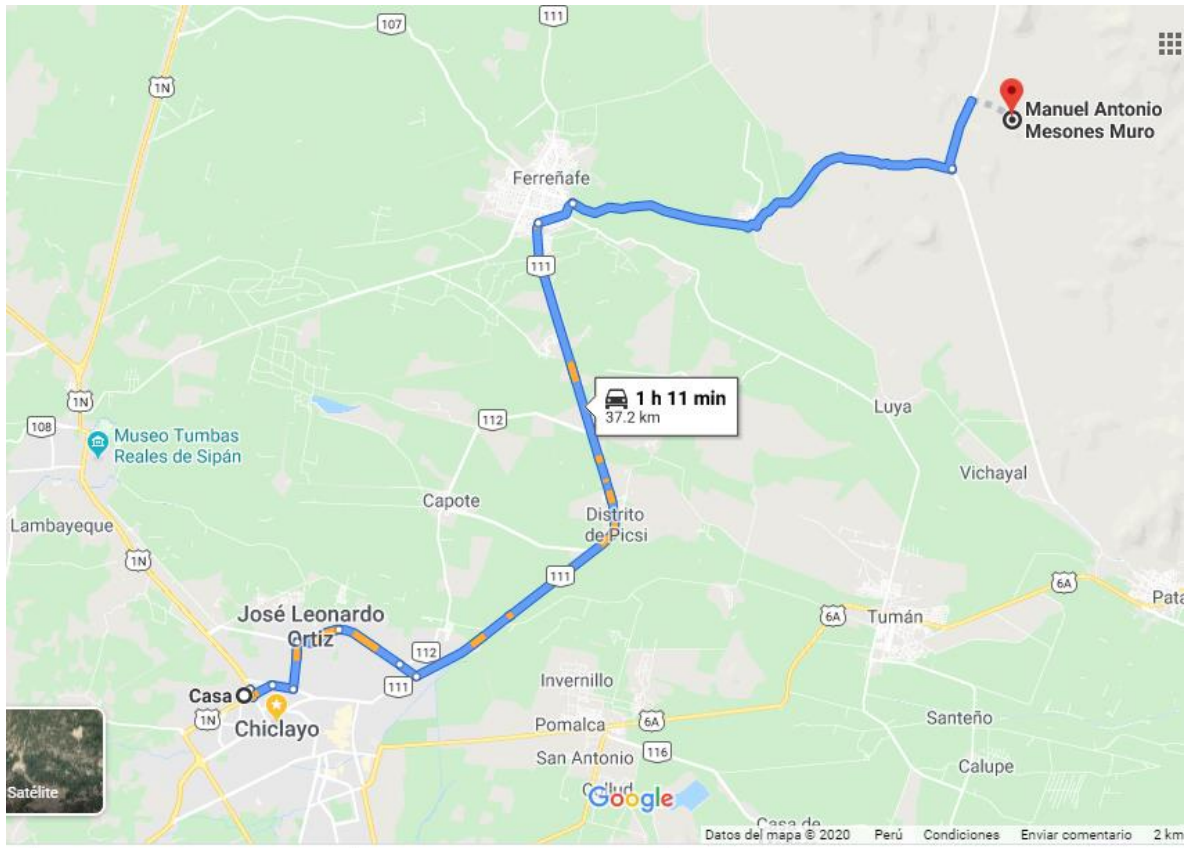 111
107
1N
Manuel Antonio
Mesones Muro
Ferreñafe
111
1 h 11 min
37.2 km
1N
108
Museo Tumbas
Reales de Sipán
112
Luya
Vichayal
Capote
Distrito
de Picsi
Lambayeque
1N
111
6A
Pata
José Leonardo
Ortiz
6A
Tumán
112
111
Casa
Invernillo
1N
Chiclayo
Pomalca
6A
Santeño
116
San Antonio
Calupe
Satélite
Google
Casa de
Datos del mapa © 2020 Perú Condiciones Enviar comentario 2 km